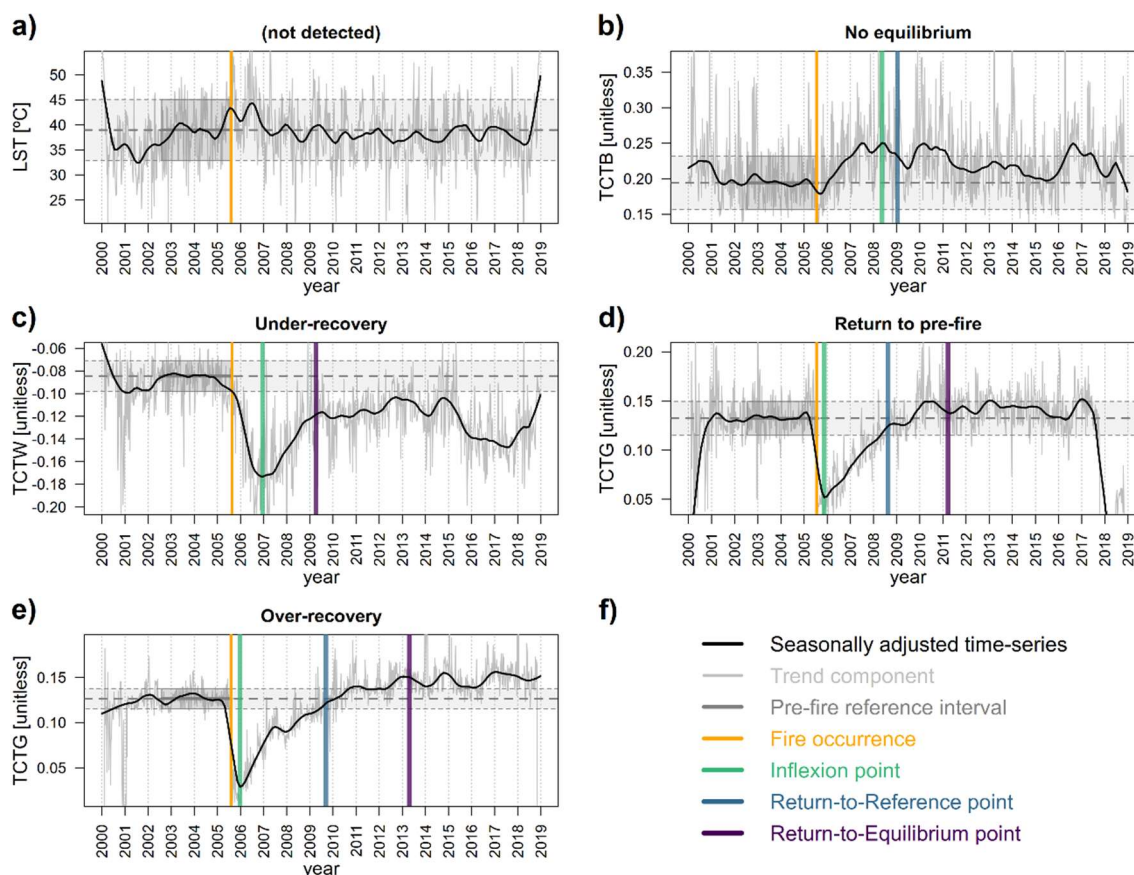 a)
(not detected)
LST [ºC]
50
45
40
35
30
25
2000 2001 2002 2003 2004 2005 2006 2007 2008 2009 2010 2011 2012 2013 2014 2015 2016 2017 2018 2019
year
b)
No equilibrium
TCTB [unitless]
0.35
0.30
0.25
0.20
0.15
2000 2001 2002 2003 2004 2005 2006 2007 2008 2009 2010 2011 2012 2013 2014 2015 2016 2017 2018 2019
year
c)
Under-recovery
TCTW [unitless]
-0.06
-0.08
-0.10
-0.12
-0.14
-0.16
-0.20
2000 2001 2002 2003 2004 2005 2006 2007 2008 2009 2010 2011 2012 2013 2014 2015 2016 2017 2018 2019
year
d)
Return to pre-fire
TCTG [unitless]
0.20
0.15
0.10
0.05
2000 2001 2002 2003 2004 2005 2006 2007 2008 2009 2010 2011 2012 2013 2014 2015 2016 2017 2018 2019
year
e)
Over-recovery
TCTG [unitless]
0.15
0.10
0.05
2000 2001 2002 2003 2004 2005 2006 2007 2008 2009 2010 2011 2012 2013 2014 2015 2016 2017 2018 2019
year
f)
Seasonally adjusted time-series
Trend component
Pre-fire reference interval
Fire occurrence
Inflexion point
Return-to-Reference point
Return-to-Equilibrium point